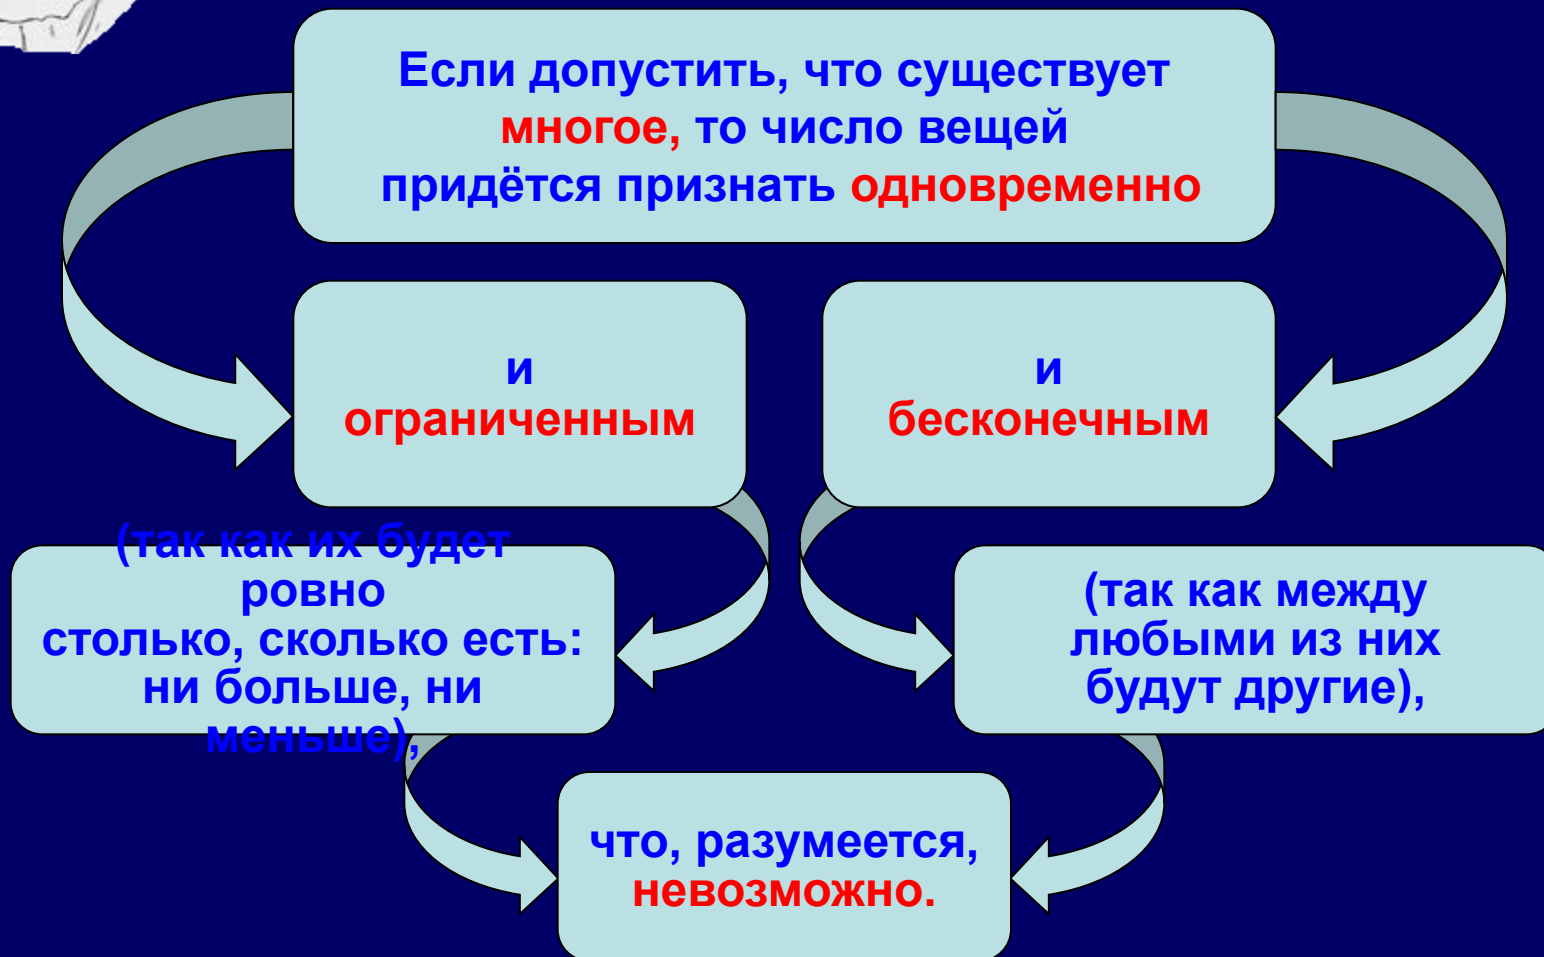 Если допустить, что существует
многое, то число вещей
придётся признать одновременно
и
ограниченным
и
бесконечным
(так как их будет
ровно
столько, сколько есть:
ни больше, ни
меньше),
(так как между
любыми из них
будут другие),
что, разумеется,
невозможно.